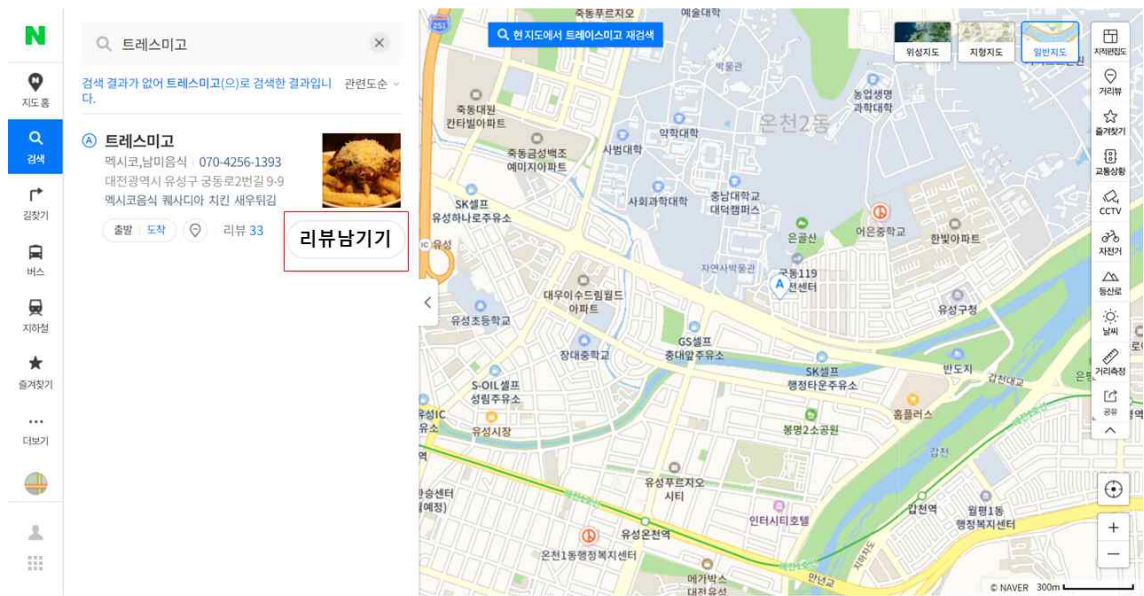 N
트레스미고
검색 결과가 없어 트레스미고(으)로 검색한 결과입니
다.
관련도순
A 트레스미고
멕시코,남미음식 070-4256-1393
대전광역시 유성구 궁동로2번길 9-9
멕시코음식 퀘사디아 치킨 새우튀김
출발 도착 리뷰 33
리뷰남기기
지도 홈
검색
길찾기
버스
지하철
즐겨찾기
더보기
현 지도에서 트레이스미고 재검색
위성지도
지형지도
일반지도
지적편집도
거리뷰
즐겨찾기
교통상황
CCTV
자전거
등산로
날씨
거리측정
공유
251
죽동푸르지오
예술대학
박물관
농업생명
과학대학
죽동대원
칸타빌아파트
온천2동
약학대학
사범대학
죽동금성백조
예미지아파트
SK셀프
유성하나로주유소
사회과학대학
충남대학교
대덕캠퍼스
은골산
어은중학교
한빛아파트
IC 유성
자연사박물관
궁동119
A
대우이수드림월드
아파트
유성초등학교
유성구청
장대중학교
GS셀프
충대앞주유소
SK셀프
행정타운주유소
반도지
갑천대교
S-OIL셀프
성림주유소
유성시장
홈플러스
봉명2소공원
갑천
유성푸르지오
시티
인터시티호텔
갑천역
월평1동
행정복지센터
유성온천역
온천1동행정복지센터
메가박스
대전유성
만년교
© NAVER 300m